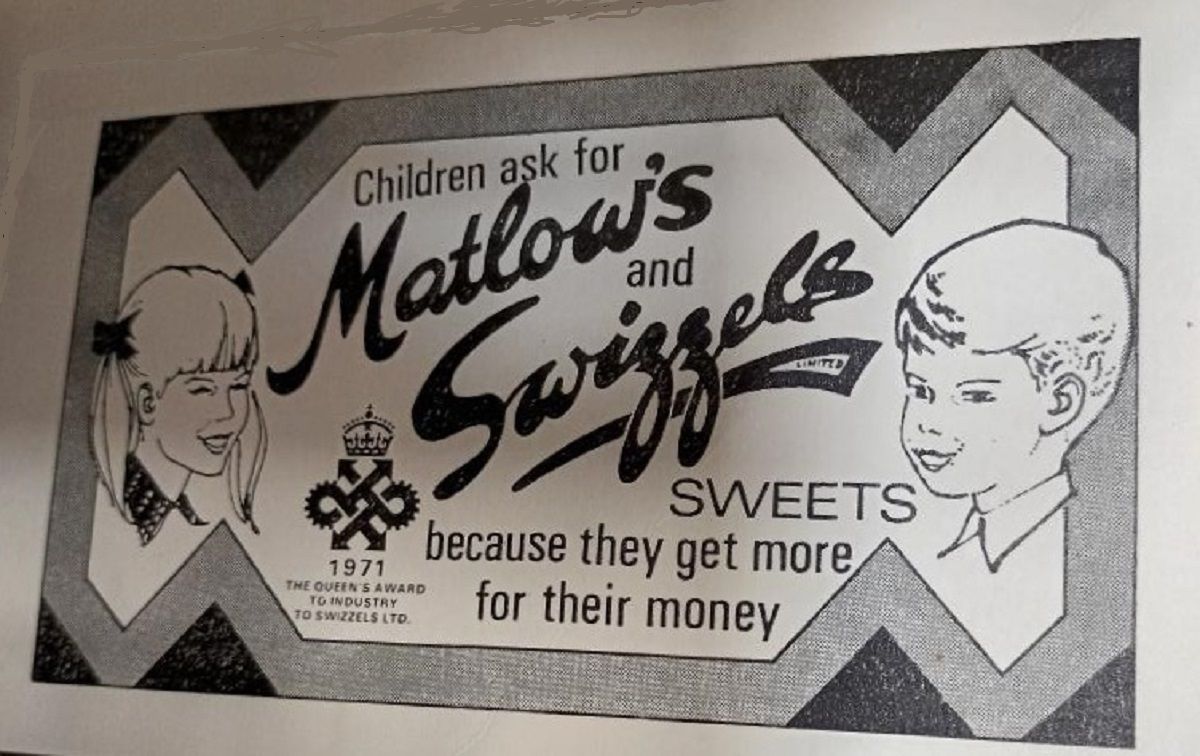 Children ask for
Matlow's
and
Swizzels
LIMITED
SWEETS
because they get more
for their money
1971
THE QUEEN'S AWARD
TO INDUSTRY
TO SWIZZELS LTD.